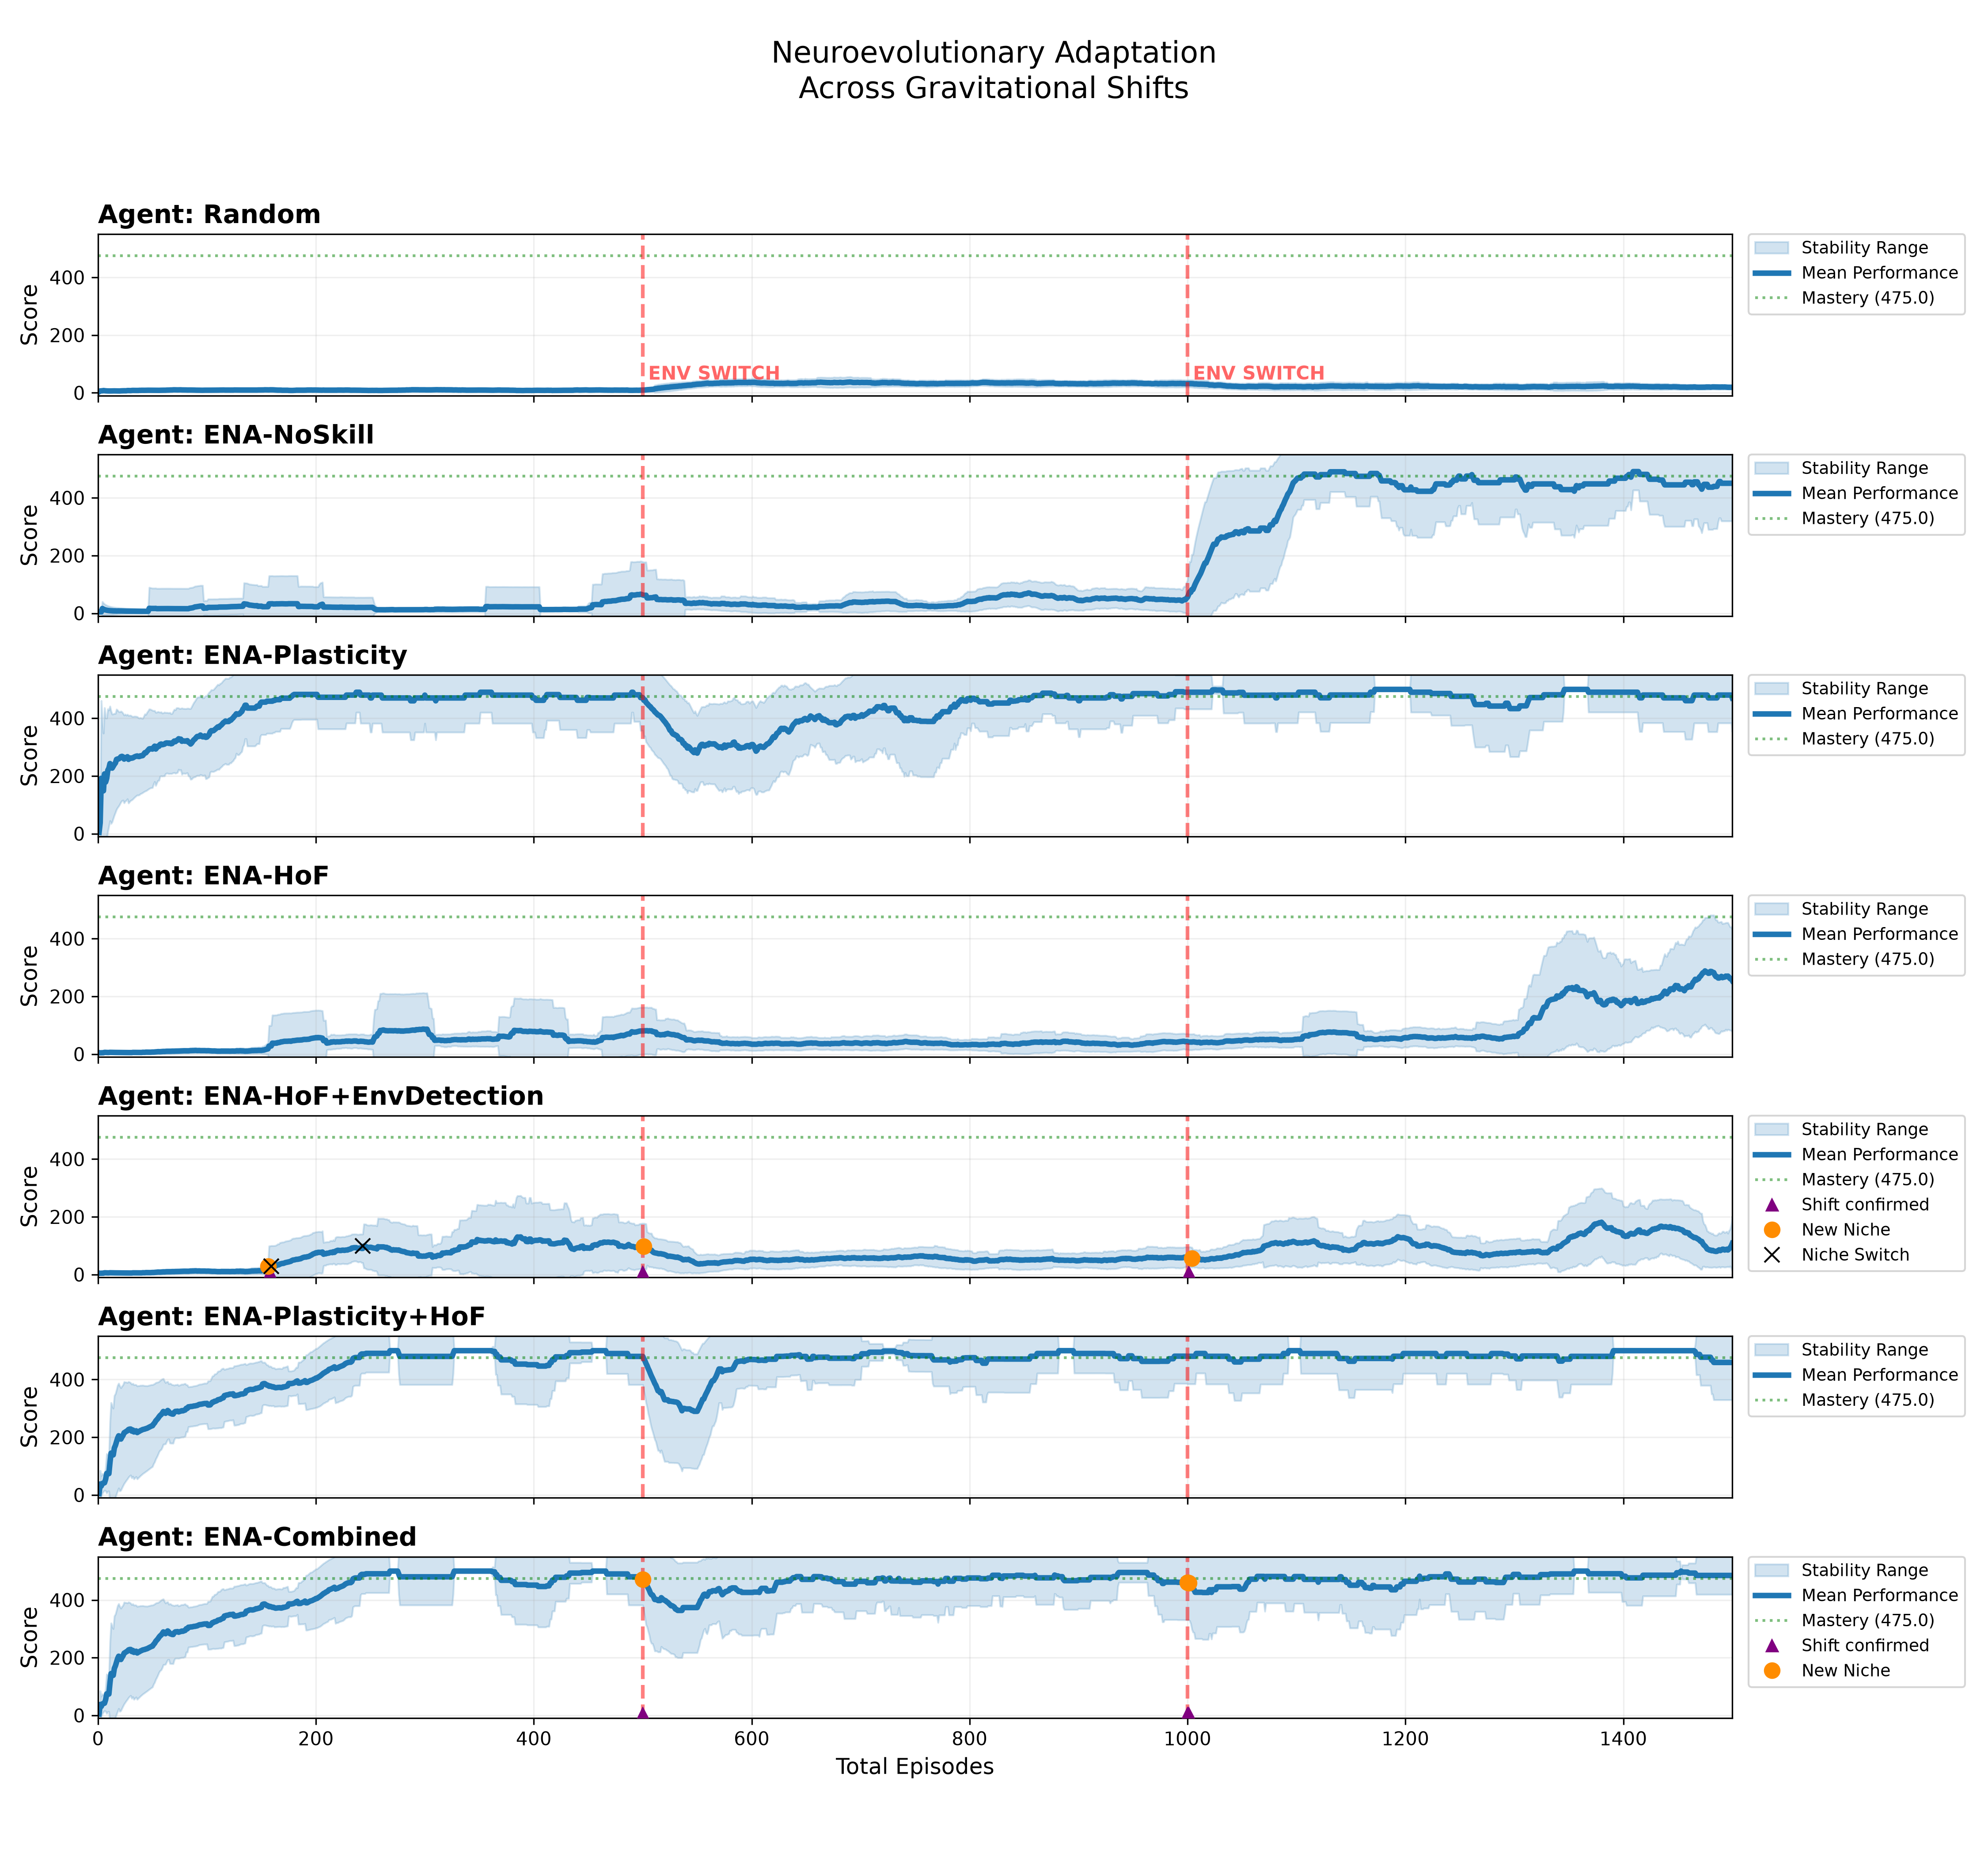 Neuroevolutionary Adaptation
Across Gravitational Shifts
Agent: Random
Score
400
200
0
ENV SWITCH
ENV SWITCH
Stability Range
Mean Performance
Mastery (475.0)
Agent: ENA-NoSkill
Score
400
200
0
Stability Range
Mean Performance
Mastery (475.0)
Agent: ENA-Plasticity
Score
400
200
0
Stability Range
Mean Performance
Mastery (475.0)
Agent: ENA-HoF
Score
400
200
0
Stability Range
Mean Performance
Mastery (475.0)
Agent: ENA-HoF+EnvDetection
Score
400
200
0
Stability Range
Mean Performance
Mastery (475.0)
Shift confirmed
New Niche
Niche Switch
Agent: ENA-Plasticity+HoF
Score
400
200
0
Stability Range
Mean Performance
Mastery (475.0)
Agent: ENA-Combined
Score
400
200
0
Stability Range
Mean Performance
Mastery (475.0)
Shift confirmed
New Niche
0 200 400 600 800 1000 1200 1400
Total Episodes